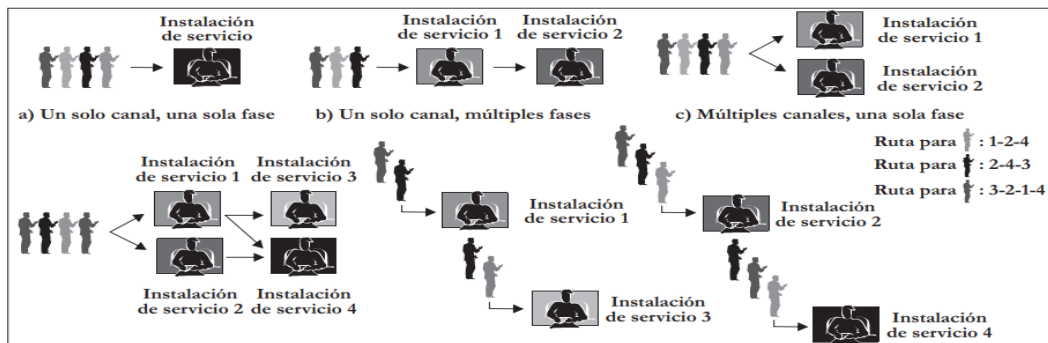 Instalación
de servicio
a) Un solo canal, una sola fase
Instalación
de servicio 1
Instalación
de servicio 2
b) Un solo canal, múltiples fases
Instalación
de servicio 1
Instalación
de servicio 2
c) Múltiples canales, una sola fase
Ruta para : 1-2-4
Ruta para : 2-4-3
Ruta para : 3-2-1-4
Instalación
de servicio 1
Instalación
de servicio 3
Instalación
de servicio 2
Instalación
de servicio 4
Instalación
de servicio 1
Instalación
de servicio 2
Instalación
de servicio 3
Instalación
de servicio 4